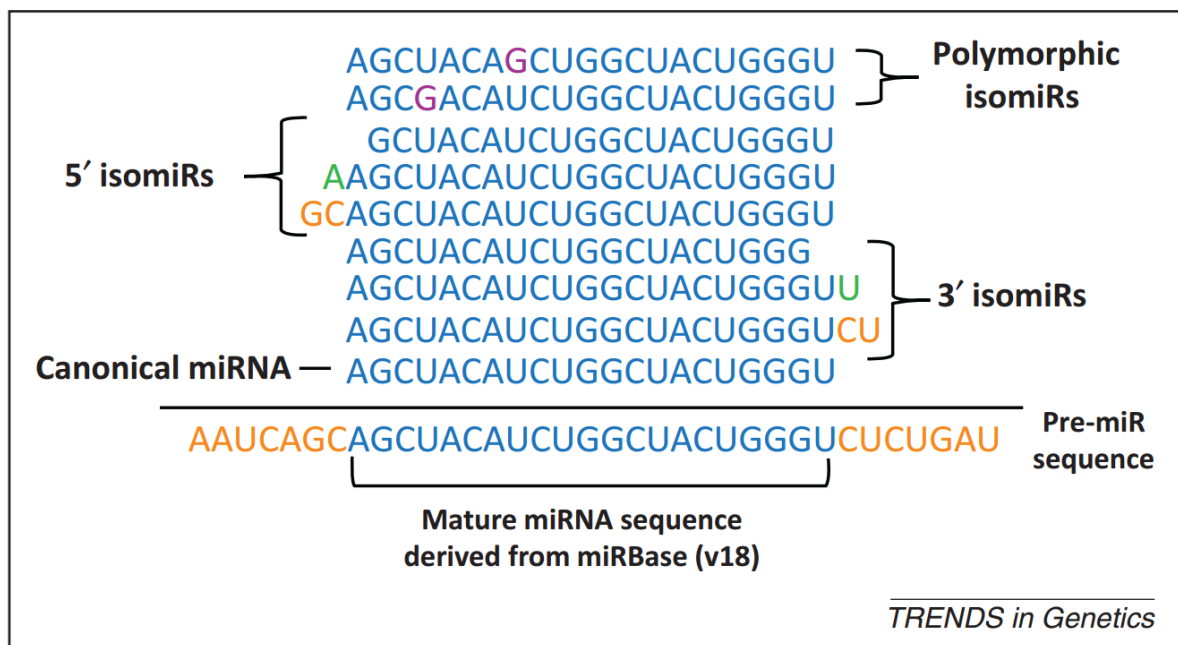 AGCUACAGCUGGCUACUGGGU
AGCGACAUCUGGCUACUGGGU
Polymorphic
isomiRs
GCUACAUCUGGCUACUGGGU
AAGCUACAUCUGGCUACUGGGU
GCAGCUACAUCUGGCUACUGGGU
5′ isomiRs
AGCUACAUCUGGCUACUGGG
AGCUACAUCUGGCUACUGGGUU
AGCUACAUCUGGCUACUGGGUCU
3′ isomiRs
Canonical miRNA — AGCUACAUCUGGCUACUGGGU
AAUCAGCAGCUACAUCUGGCUACUGGGUCUCUGAU
Pre-miR
sequence
Mature miRNA sequence
derived from miRBase (v18)
TRENDS in Genetics